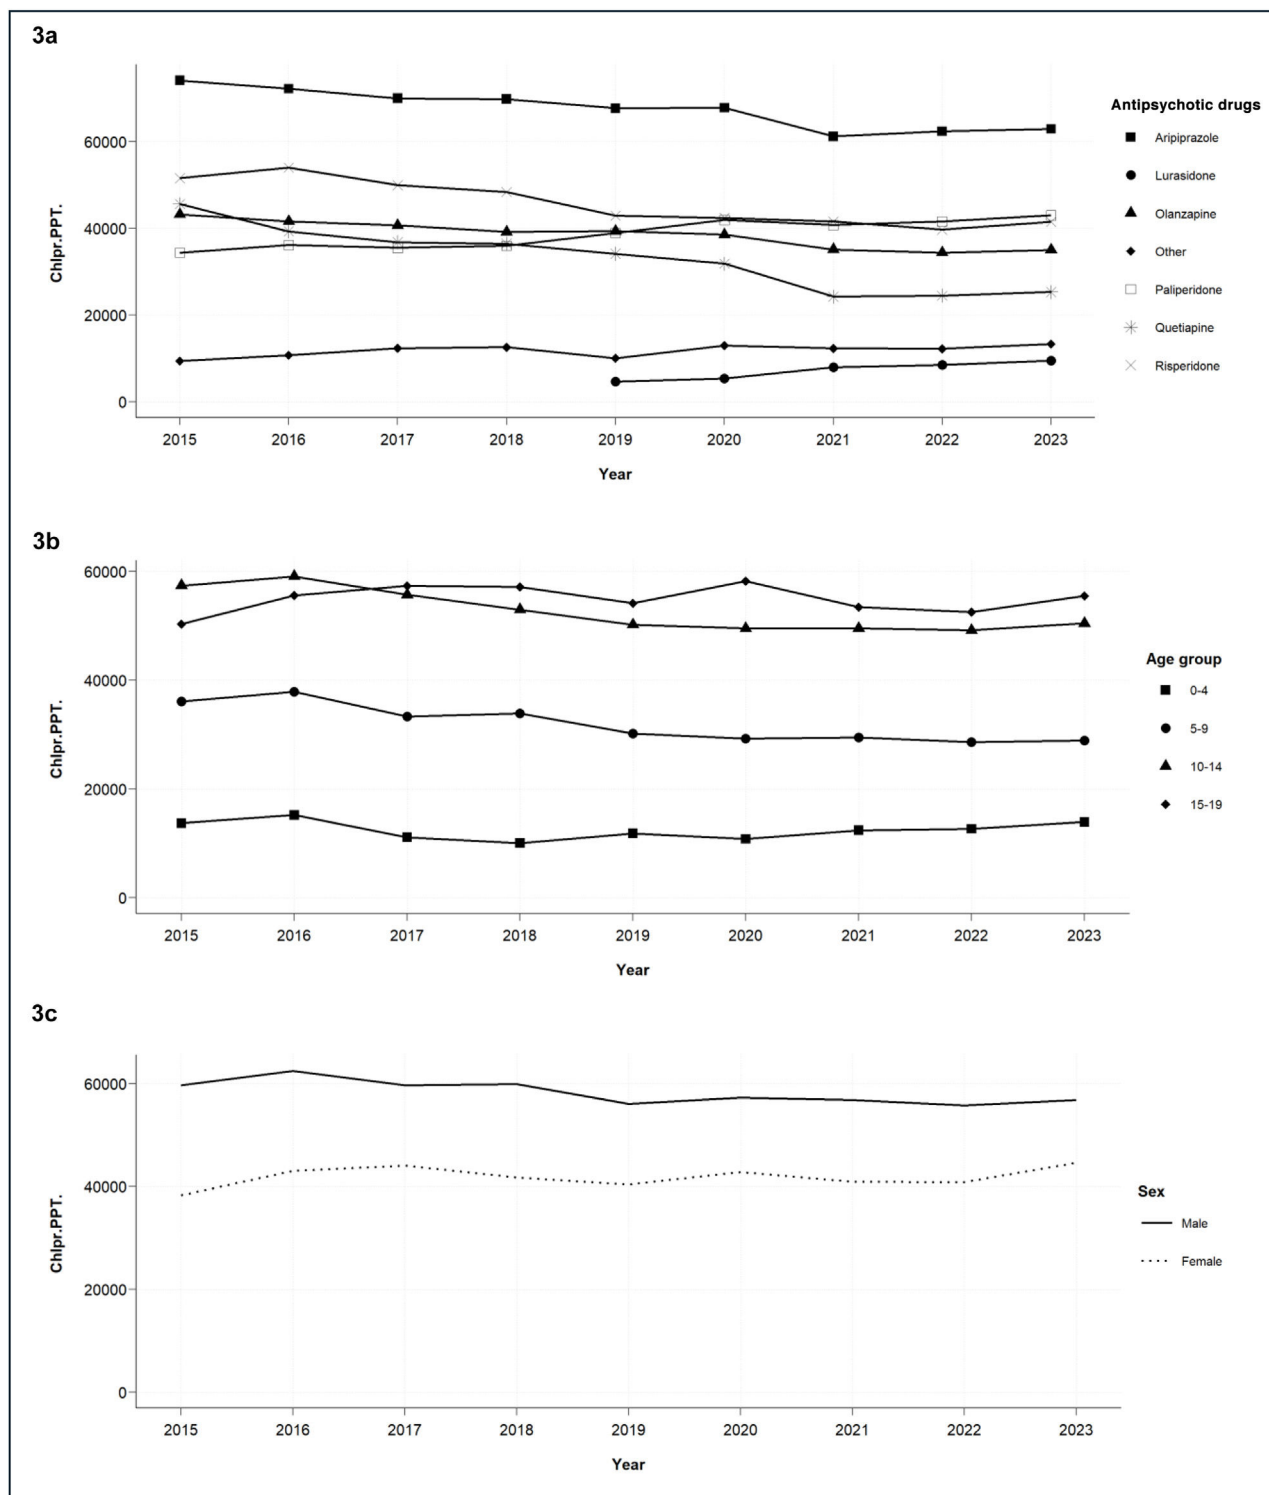 3a
Chlpr.PPT.
60000
40000
20000
0
2015 2016 2017 2018 2019 2020 2021 2022 2023
Year
Antipsychotic drugs
Aripiprazole
Lurasidone
Olanzapine
Other
Paliperidone
Quetiapine
Risperidone
3b
Chlpr.PPT.
60000
40000
20000
0
2015 2016 2017 2018 2019 2020 2021 2022 2023
Year
Age group
0-4
5-9
10-14
15-19
3c
Chlpr.PPT.
60000
40000
20000
0
2015 2016 2017 2018 2019 2020 2021 2022 2023
Year
Sex
Male
Female